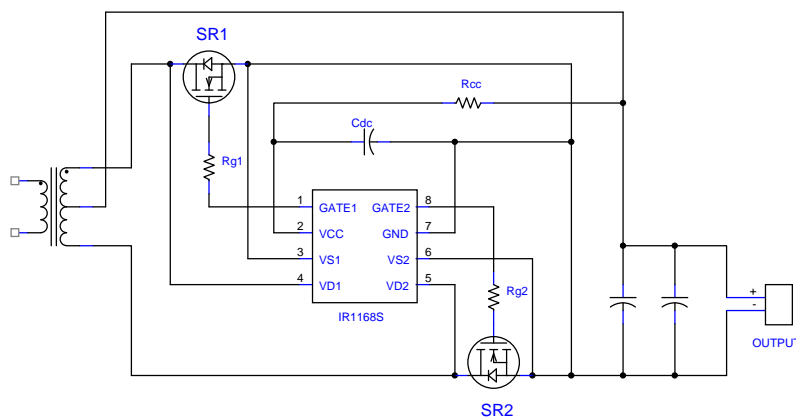 SR1
Rcc
Cdc
Rg1
1 GATE1 GATE2 8
2 VCC GND 7
3 VS1 VS2 6
4 VD1 VD2 5
Rg2
IR1168S
+
-
OUTPUT
SR2